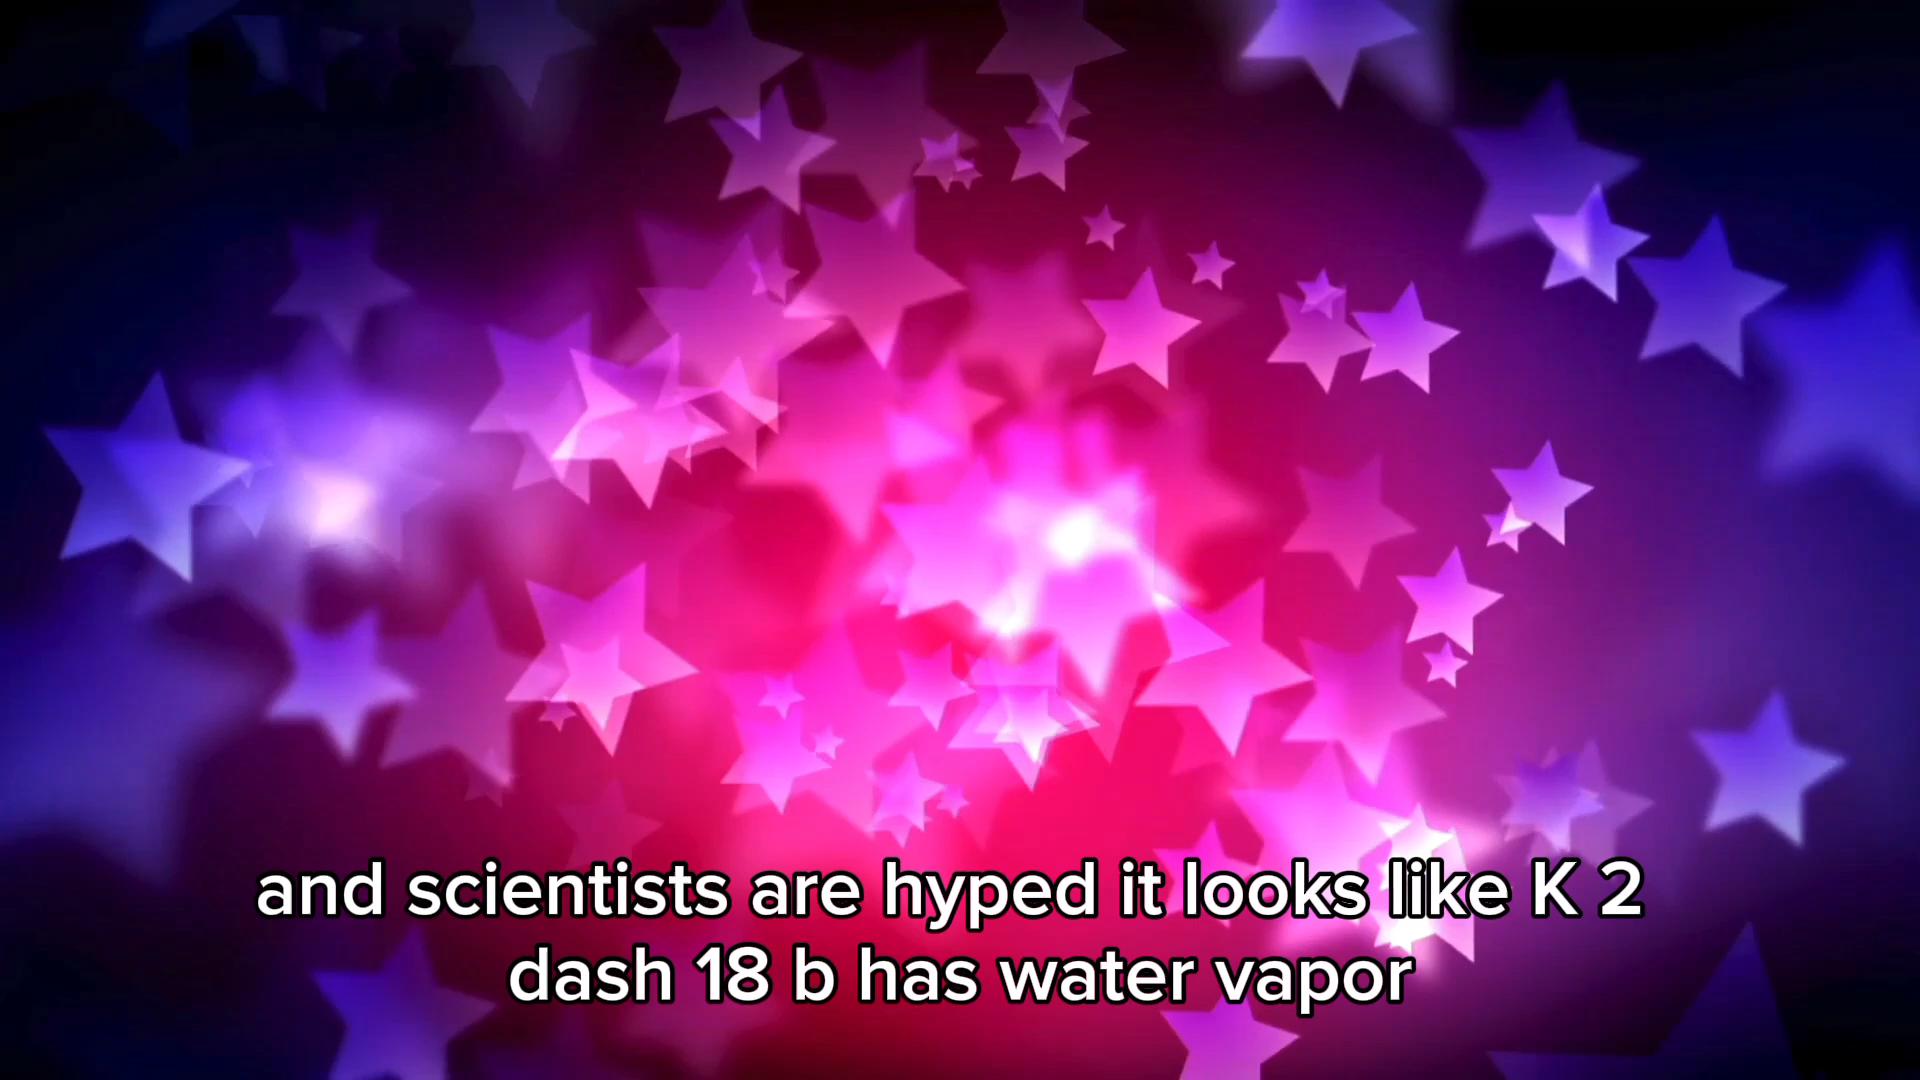 and scientists are hyped it looks like K 2
dash 18 b has water vapor